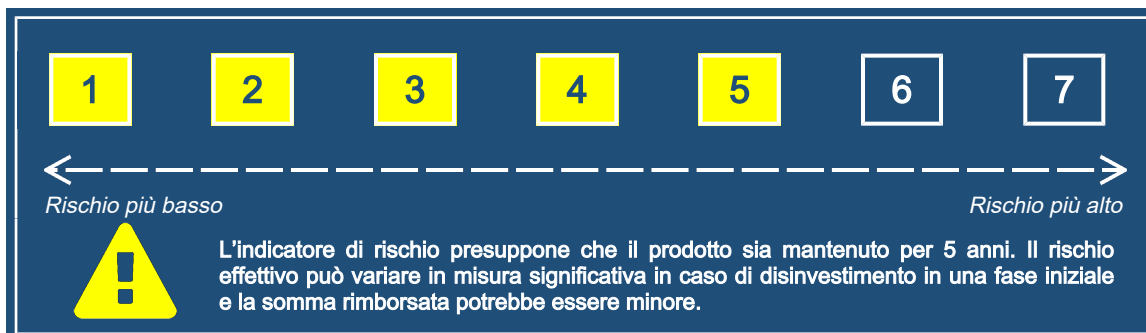 1 2 3 4 5 6 7
Rischio più basso Rischio più alto
!
L'indicatore di rischio presuppone che il prodotto sia mantenuto per 5 anni. Il rischio
effettivo può variare in misura significativa in caso di disinvestimento in una fase iniziale
e la somma rimborsata potrebbe essere minore.